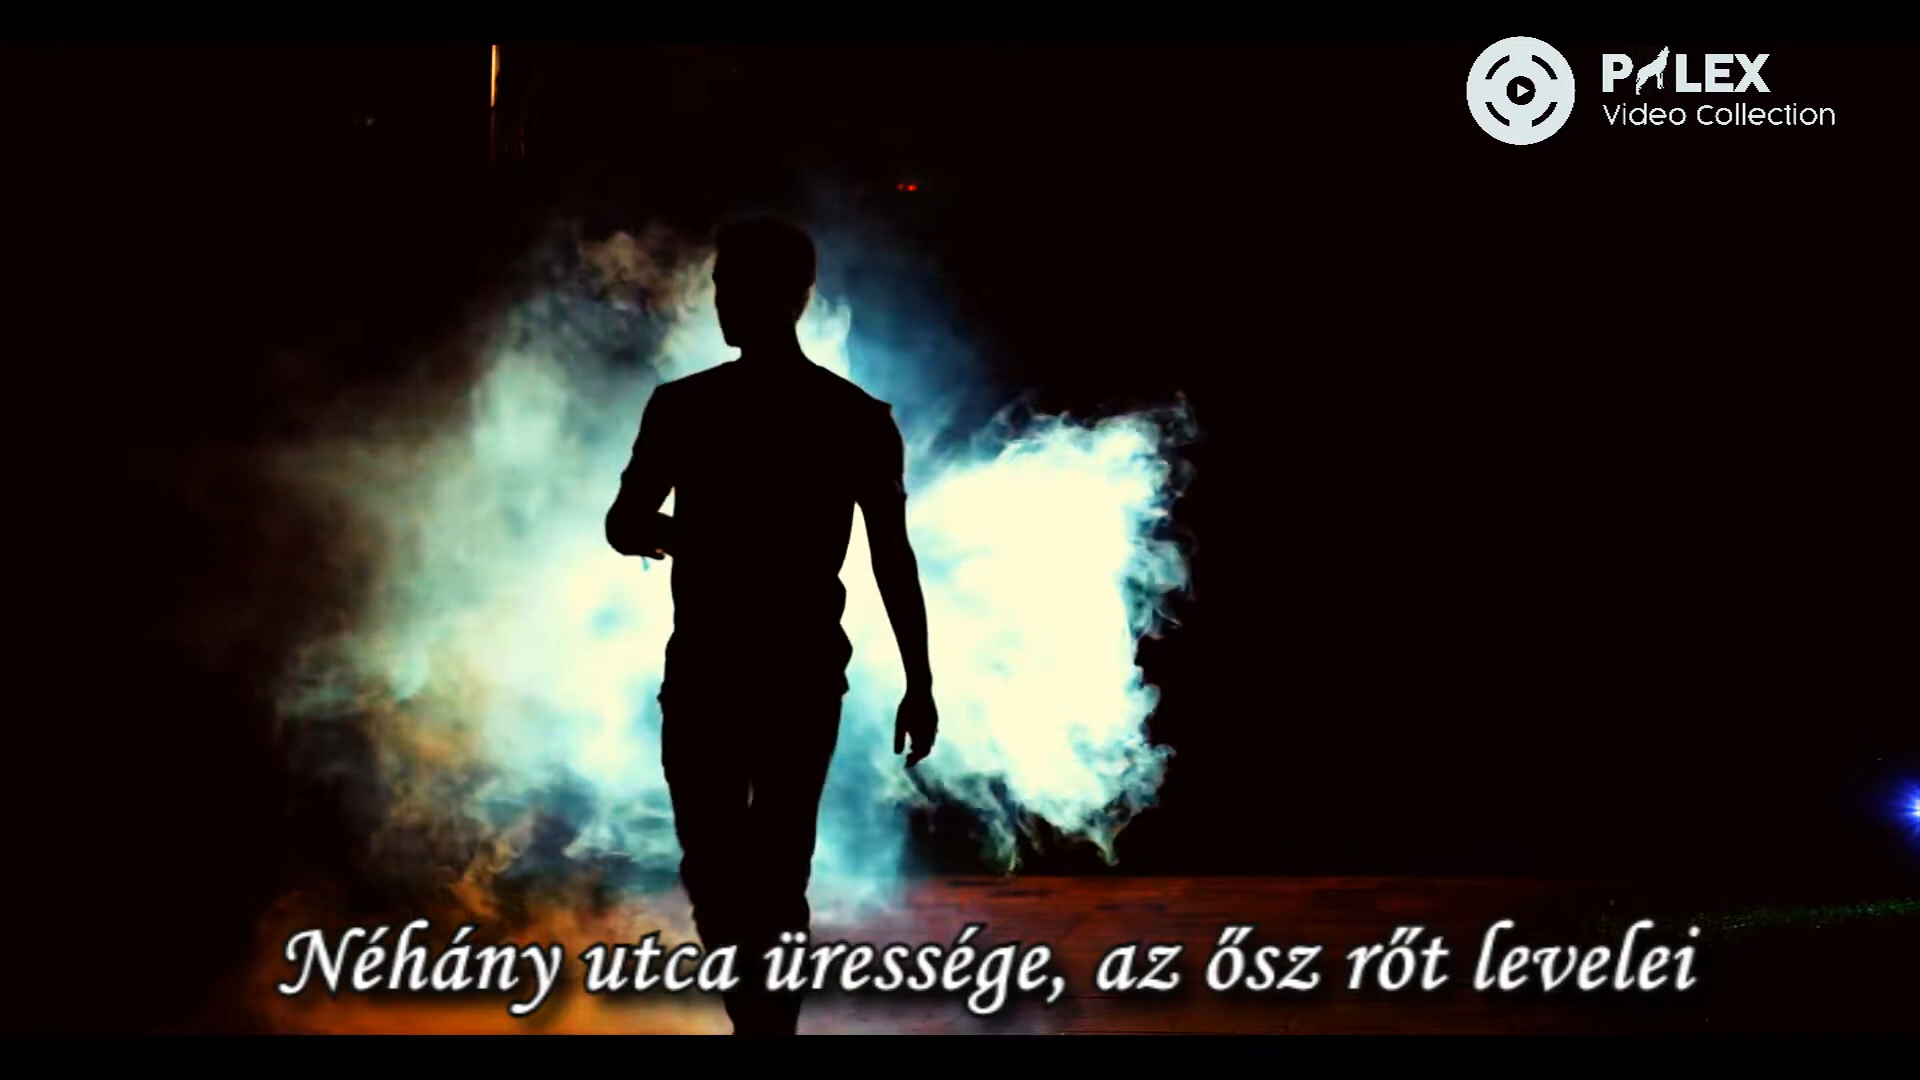 PALEX
Video Collection
Néhány utca üressége, az ősz rőt levelei